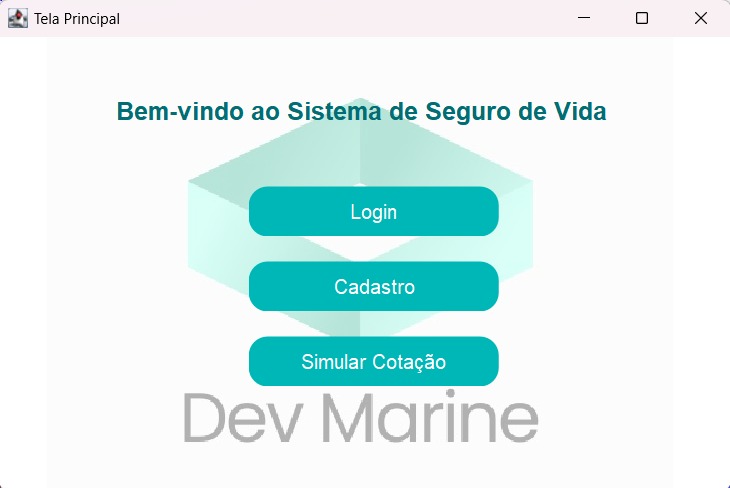 Tela Principal
Bem-vindo ao Sistema de Seguro de Vida
Login
Cadastro
Simular Cotação
Dev Marine